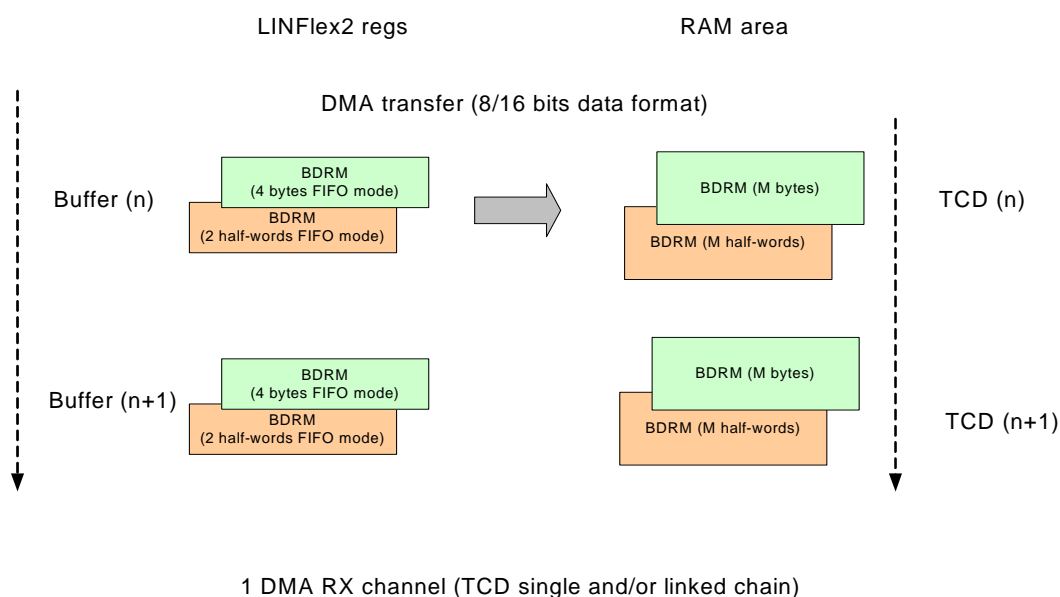 LINFlex2 regs
RAM area
DMA transfer (8/16 bits data format)
Buffer (n)
BDRM
(4 bytes FIFO mode)
BDRM
(2 half-words FIFO mode)
BDRM (M bytes)
BDRM (M half-words)
TCD (n)
Buffer (n+1)
BDRM
(4 bytes FIFO mode)
BDRM
(2 half-words FIFO mode)
BDRM (M bytes)
BDRM (M half-words)
TCD (n+1)
1 DMA RX channel (TCD single and/or linked chain)